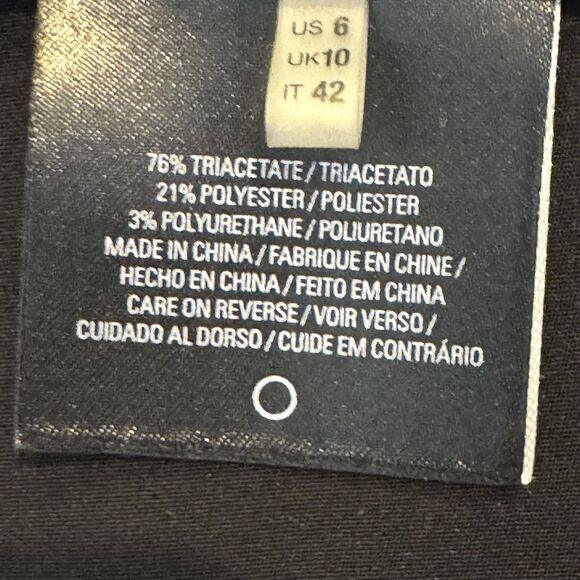 US 6
UK10
IT 42
76% TRIACETATE/TRIACETATO
21% POLYESTER/POLIESTER
3% POLYURETHANE/POLIURETANO
MADE IN CHINA/FABRIQUE EN CHINE/
HECHO EN CHINA/FEITO EM CHINA
CARE ON REVERSE/VOIR VERSO/
CUIDADO AL DORSO/CUIDE EM CONTRÁRIO